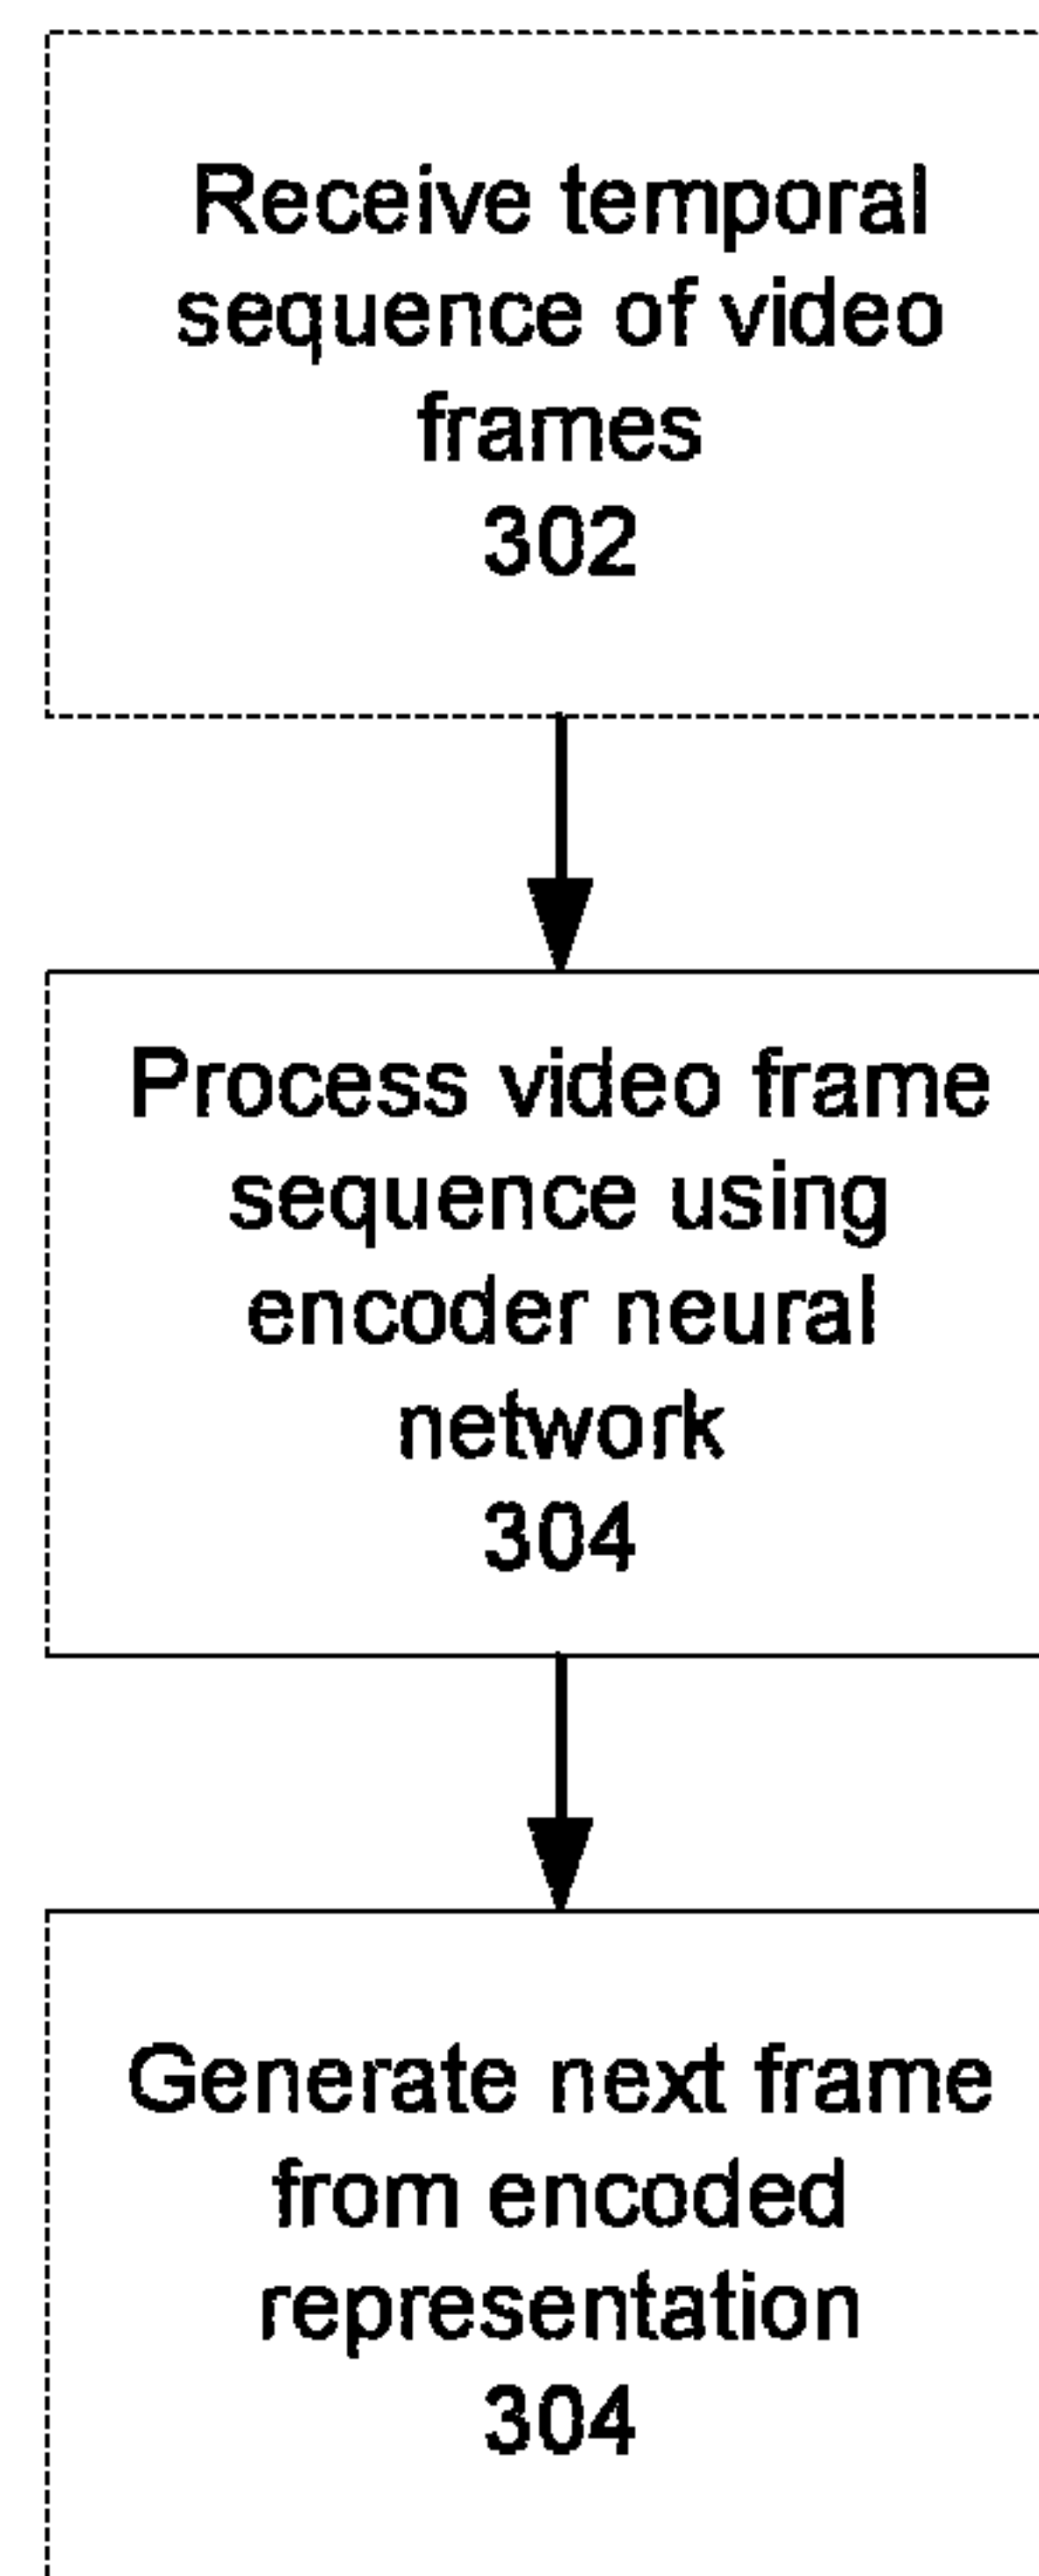 Receive temporal
sequence of video
frames
302
Process video frame
sequence using
encoder neural
network
304
Generate next frame
from encoded
representation
304